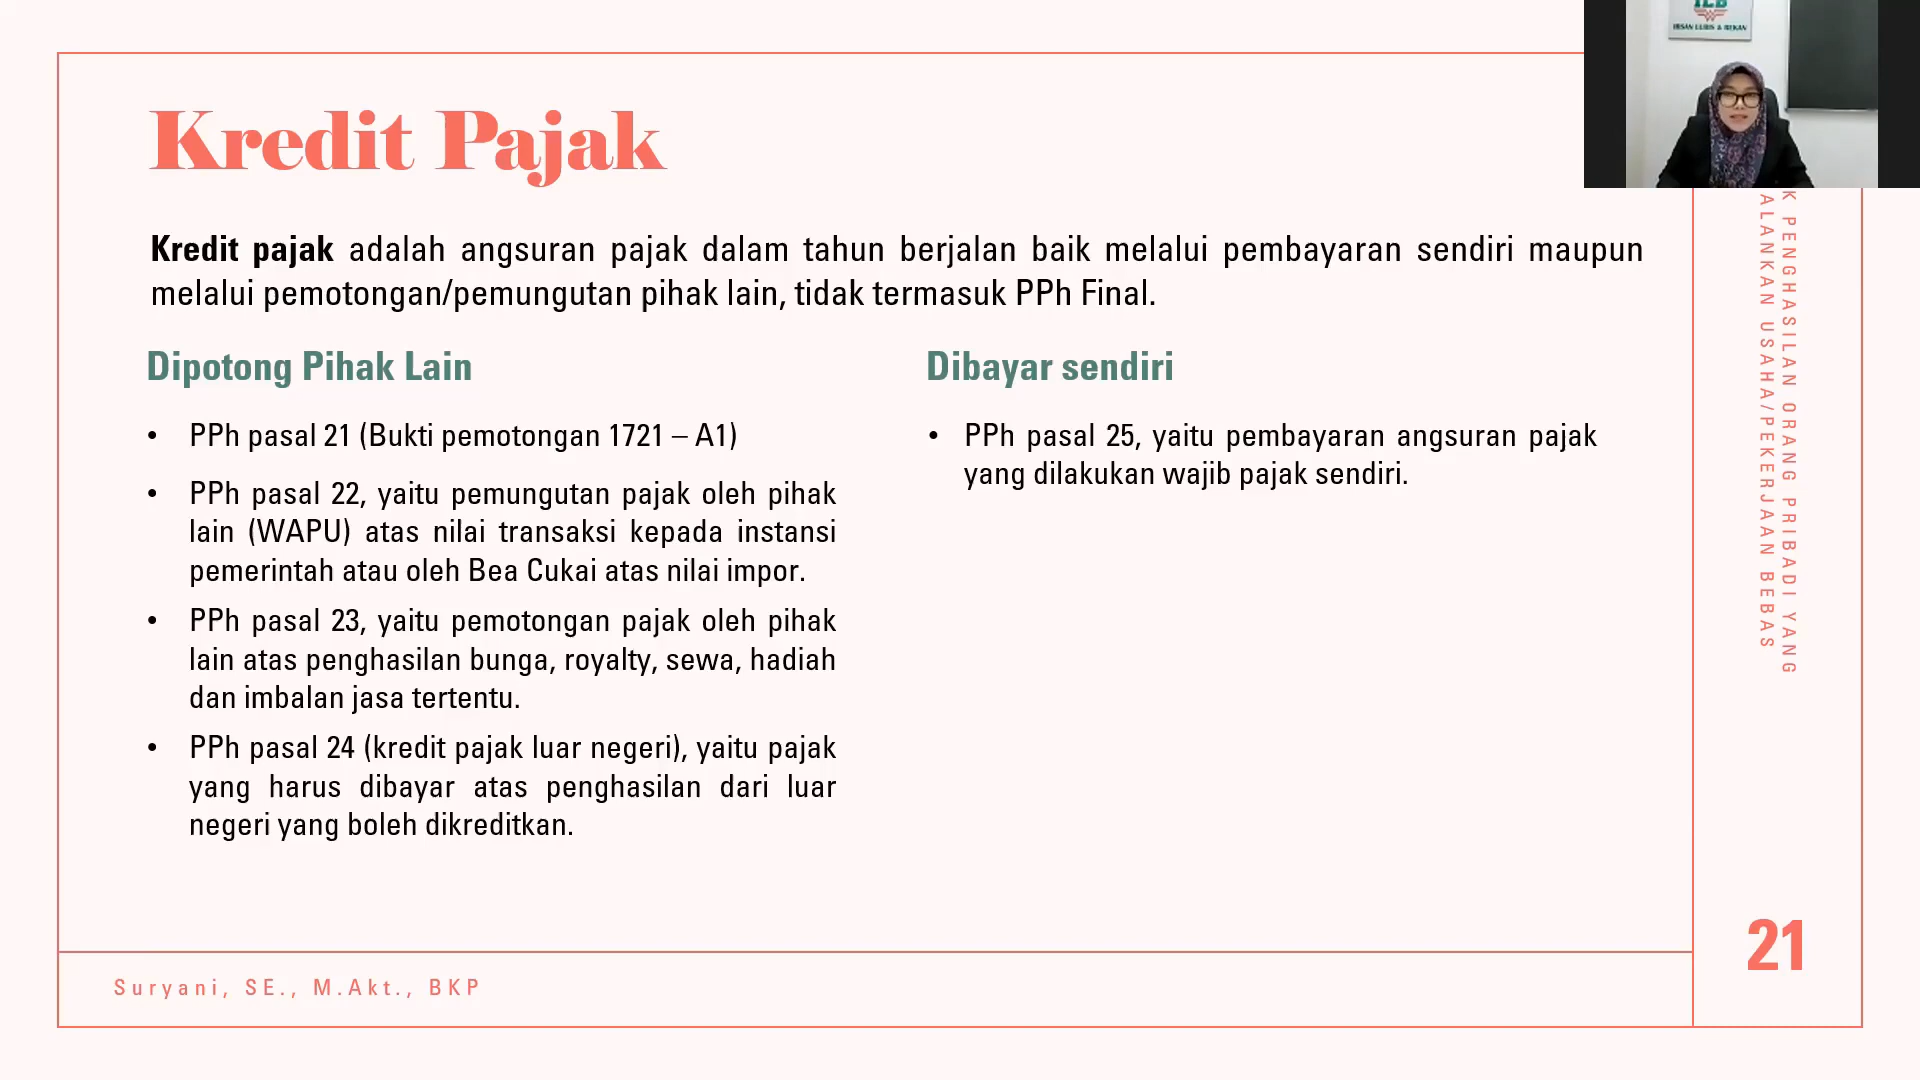 Kredit Pajak
Kredit pajak adalah angsuran pajak dalam tahun berjalan baik melalui pembayaran sendiri maupun
melalui pemotongan/pemungutan pihak lain, tidak termasuk PPh Final.
Dipotong Pihak Lain
• PPh pasal 21 (Bukti pemotongan 1721 – A1)
• PPh pasal 22, yaitu pemungutan pajak oleh pihak
lain (WAPU) atas nilai transaksi kepada instansi
pemerintah atau oleh Bea Cukai atas nilai impor.
• PPh pasal 23, yaitu pemotongan pajak oleh pihak
lain atas penghasilan bunga, royalty, sewa, hadiah
dan imbalan jasa tertentu.
• PPh pasal 24 (kredit pajak luar negeri), yaitu pajak
yang harus dibayar atas penghasilan dari luar
negeri yang boleh dikreditkan.
Dibayar sendiri
• PPh pasal 25, yaitu pembayaran angsuran pajak
yang dilakukan wajib pajak sendiri.
K PENGHASILAN ORANG PRIBADI YANG
ALANKAN USAHA/PEKERJAAN BEBAS
21
Suryani, SE., M.Akt., BKP
IHSAN LUBIS & REKAN